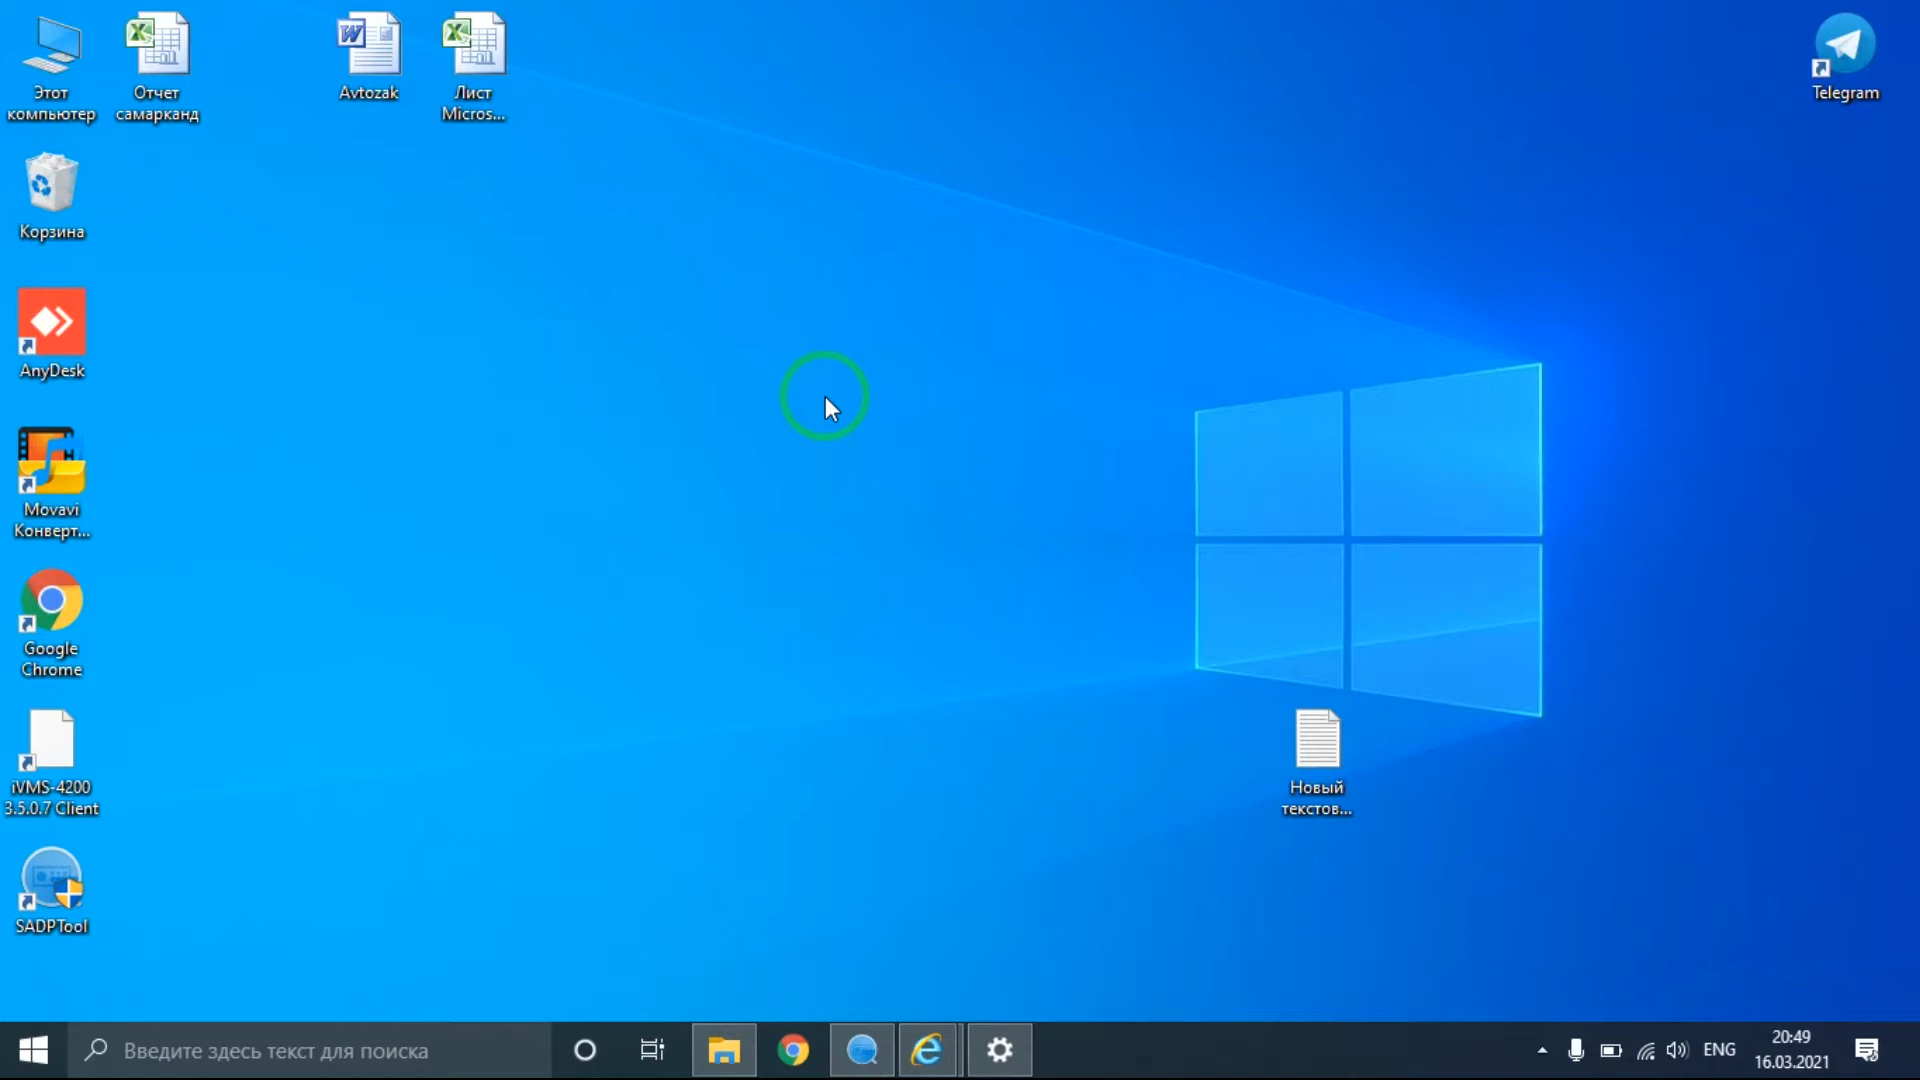 Этот
компьютер
Отчет
самарканд
Avtozak
Лист
Micros...
Telegram
Корзина
AnyDesk
Movavi
Конверт...
Google
Chrome
iVMS-4200
3.5.0.7 Client
SADPTool
Новый
текстов...
Введите здесь текст для поиска
ENG
20:49
16.03.2021